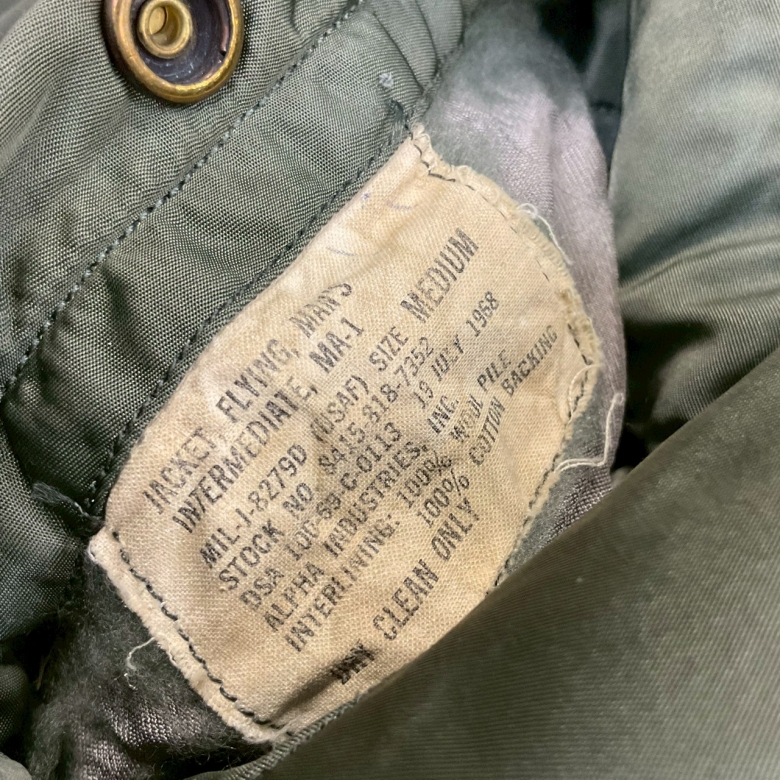 JACKET, FLYING, MAN'S
INTERMEDIATE, MA-1
MIL-J-8279D (USAF) SIZE MEDIUM
STOCK NO. 8415-818-7352
DSA 100-69-C-0113 19 JULY 1968
ALPHA INDUSTRIES, INC.
INTERLINING: 100% WOOL PILE
100% COTTON BACKING
DRY CLEAN ONLY